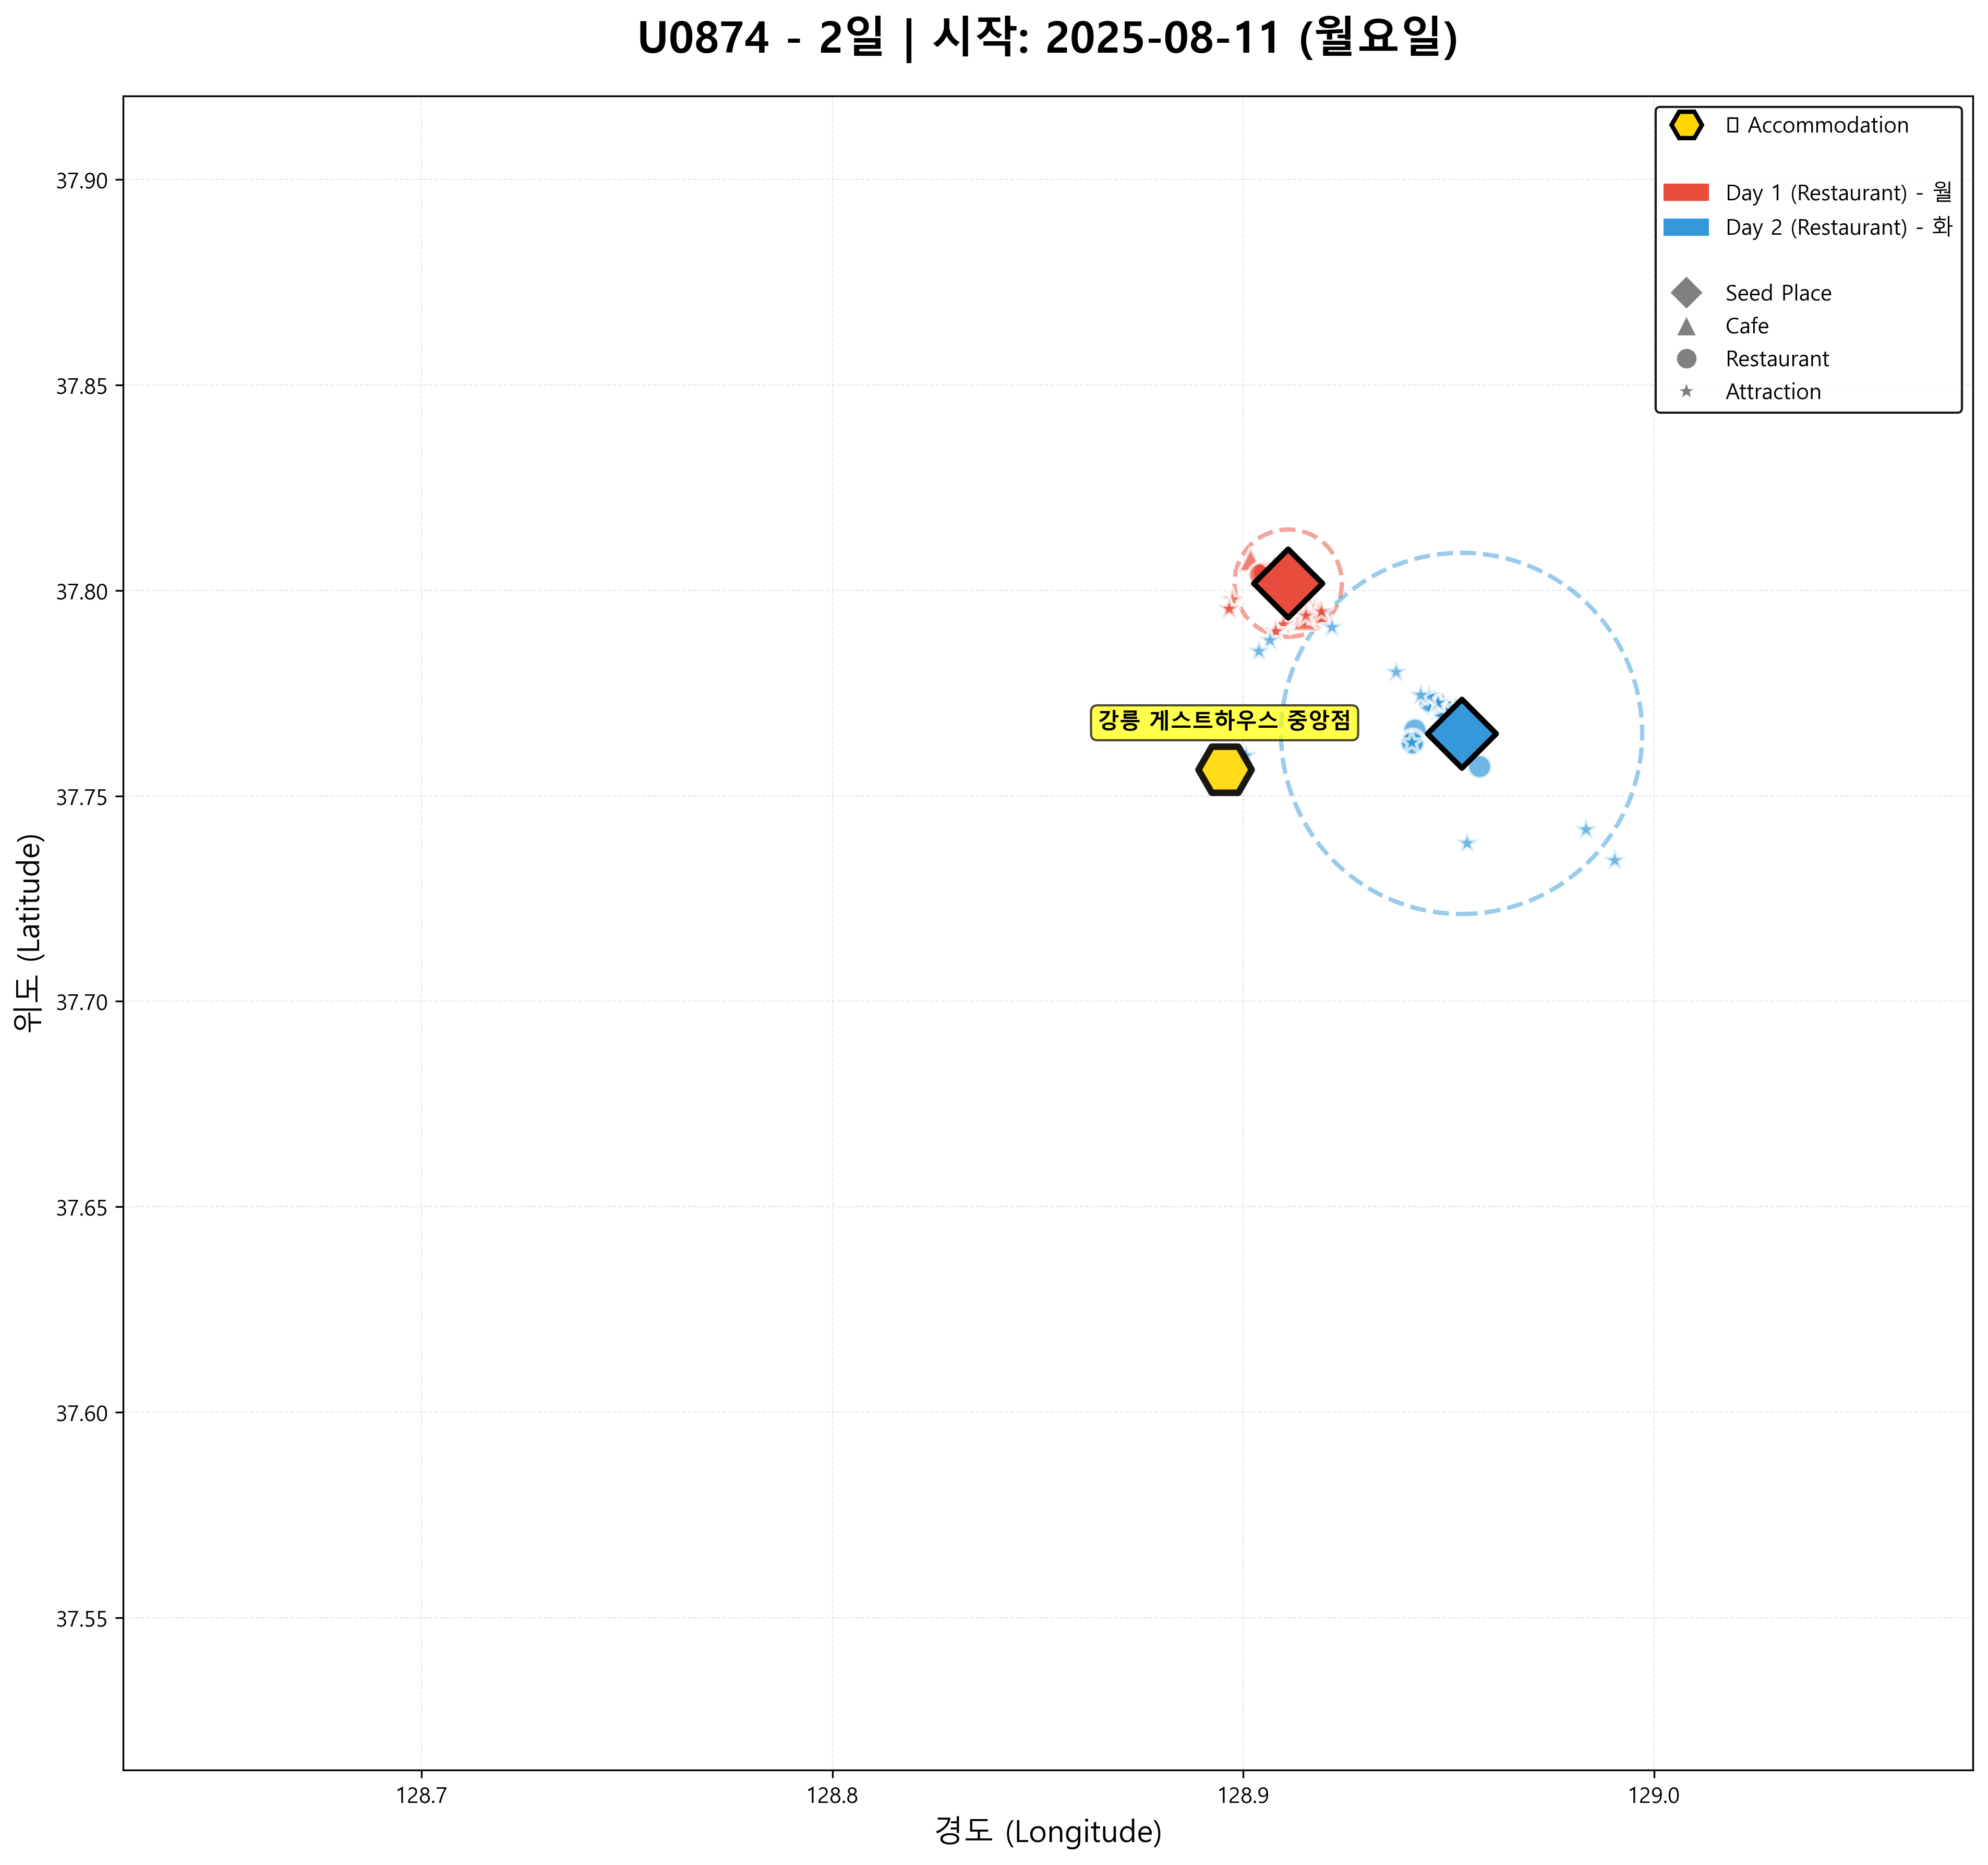 U0874 - 2일 | 시작: 2025-08-11 (월요일)
Accommodation
Day 1 (Restaurant) - 월
Day 2 (Restaurant) - 화
Seed Place
Cafe
Restaurant
Attraction
37.90
37.85
37.80
37.75
37.70
37.65
37.60
37.55
강릉 게스트하우스 중앙점
위도 (Latitude)
128.7
128.8
128.9
129.0
경도 (Longitude)